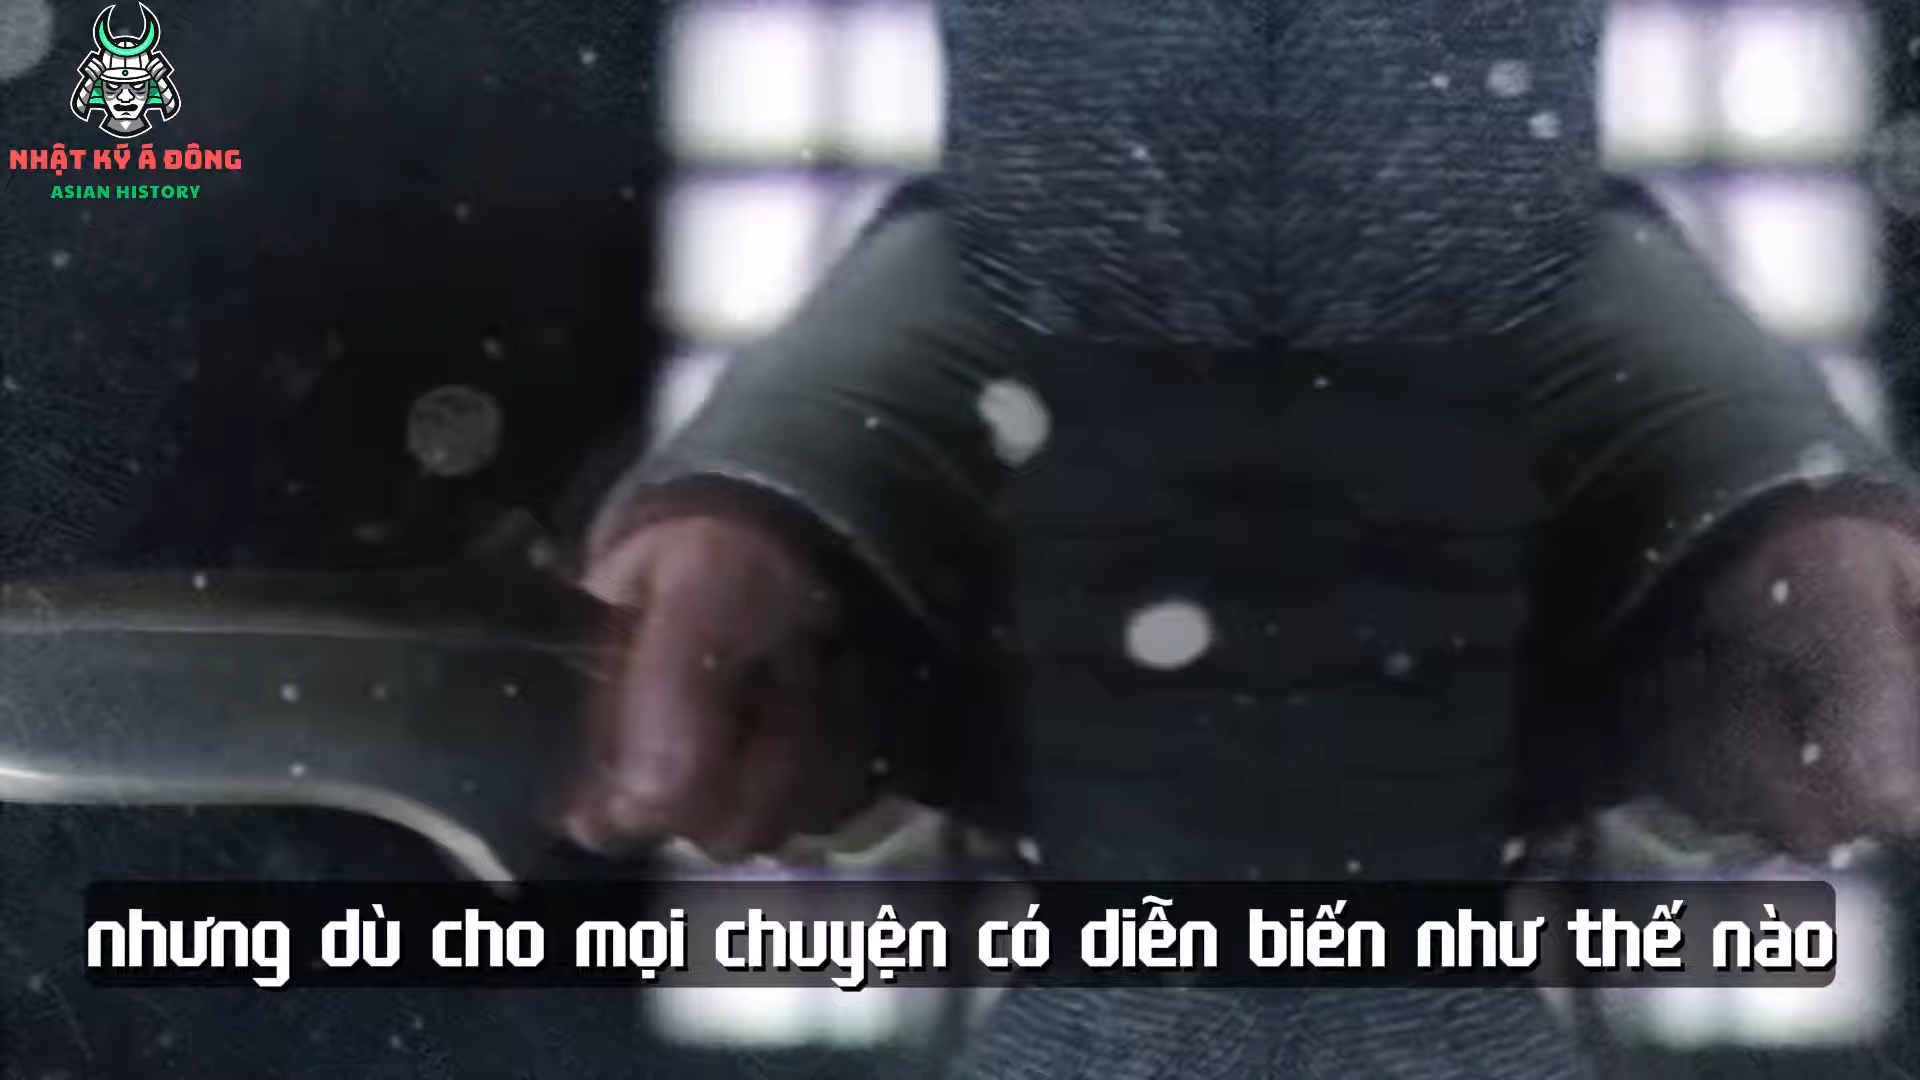 NHẬT KÝ Á ĐÔNG
ASIAN HISTORY
nhưng dù cho mọi chuyện có diễn biến như thế nào